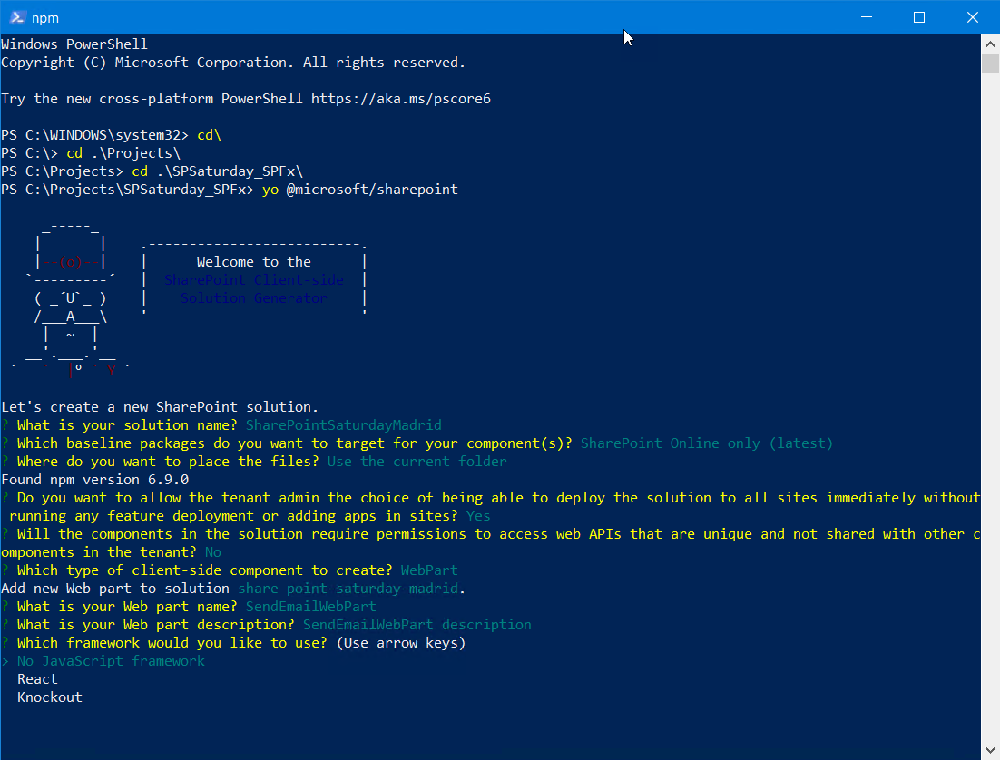 npm
Windows PowerShell
Copyright (C) Microsoft Corporation. All rights reserved.
Try the new cross-platform PowerShell https://aka.ms/pscore6
PS C:\WINDOWS\system32> cd\
PS C:\> cd .\Projects\
PS C:\Projects> cd .\SPSaturday_SPFx\
PS C:\Projects\SPSaturday_SPFx> yo @microsoft/sharepoint
     _-----_
    |       |    .--------------------------.
    |--(o)--|    |      Welcome to the      |
   `---------´   |  SharePoint Client-side  |
    ( _´U`_ )    |    Solution Generator    |
    /___A___\    '--------------------------'
     |  ~  |
   __'.___.'__
 ´   `  |° ´ Y `
Let's create a new SharePoint solution.
? What is your solution name? SharePointSaturdayMadrid
? Which baseline packages do you want to target for your component(s)? SharePoint Online only (latest)
? Where do you want to place the files? Use the current folder
Found npm version 6.9.0
? Do you want to allow the tenant admin the choice of being able to deploy the solution to all sites immediately without
 running any feature deployment or adding apps in sites? Yes
? Will the components in the solution require permissions to access web APIs that are unique and not shared with other c
omponents in the tenant? No
? Which type of client-side component to create? WebPart
Add new Web part to solution share-point-saturday-madrid.
? What is your Web part name? SendEmailWebPart
? What is your Web part description? SendEmailWebPart description
? Which framework would you like to use? (Use arrow keys)
> No JavaScript framework
  React
  Knockout